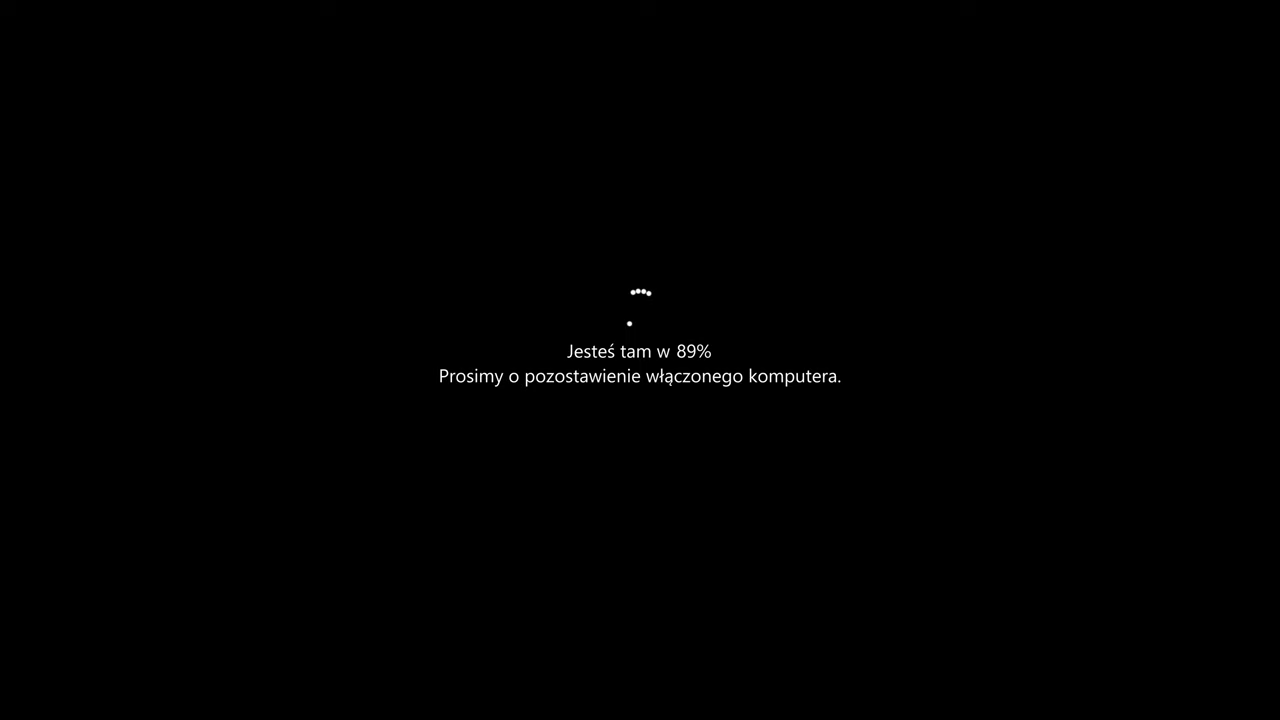 Jesteś tam w 89%
Prosimy o pozostawienie włączonego komputera.